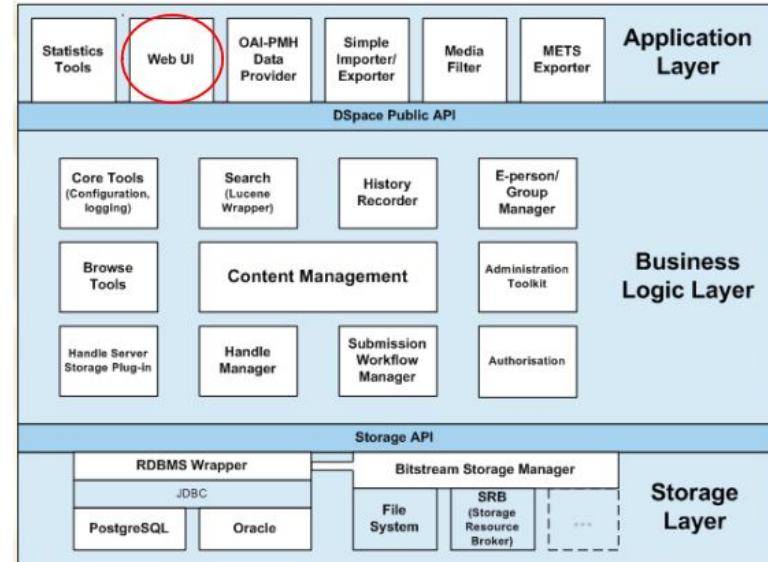 Statistics
Tools
Web UI
OAI-PMH
Data
Provider
Simple
Importer/
Exporter
Media
Filter
METS
Exporter
Application
Layer
DSpace Public API
Core Tools
(Configuration,
logging)
Search
(Lucene
Wrapper)
History
Recorder
E-person/
Group
Manager
Browse
Tools
Content Management
Administration
Toolkit
Business
Logic Layer
Handle Server
Storage Plug-in
Handle
Manager
Submission
Workflow
Manager
Authorisation
Storage API
RDBMS Wrapper
Bitstream Storage Manager
JDBC
PostgreSQL
Oracle
File
System
SRB
(Storage
Resource
Broker)
...
Storage
Layer